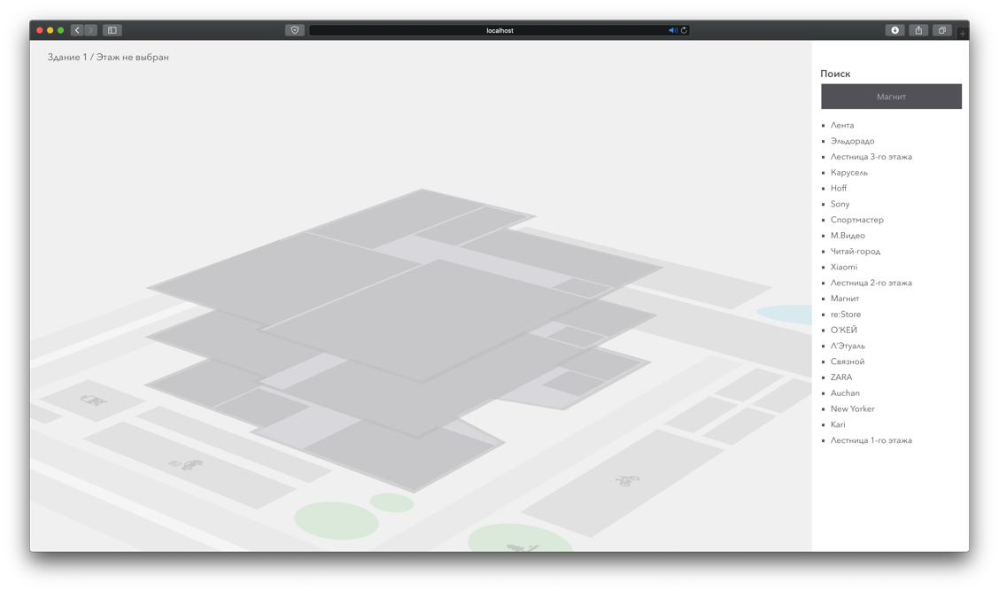 localhost
Здание 1 / Этаж не выбран
Поиск
Магнит
Лента
Эльдорадо
Лестница 3-го этажа
Карусель
Hoff
Sony
Спортмастер
М.Видео
Читай-город
Xiaomi
Лестница 2-го этажа
Магнит
re:Store
О'КЕЙ
Л'Этуаль
Связной
ZARA
Auchan
New Yorker
Kari
Лестница 1-го этажа